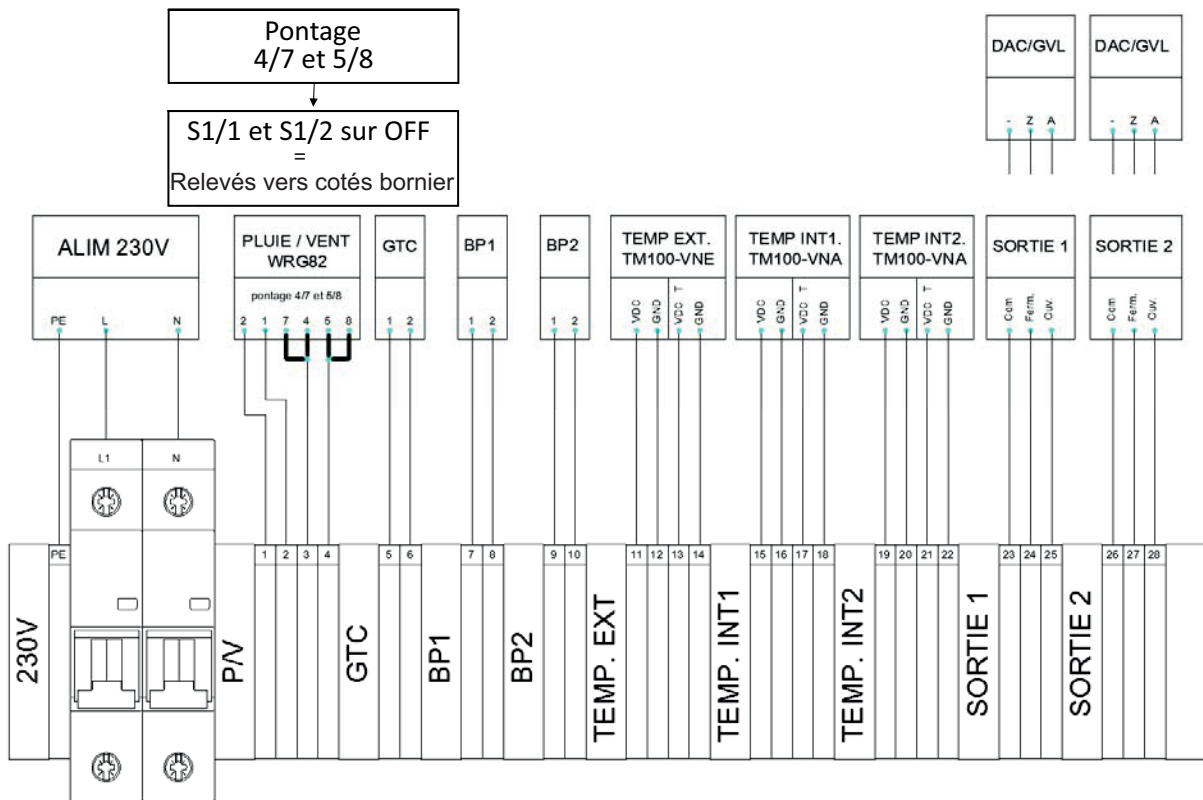 Pontage
4/7 et 5/8
S1/1 et S1/2 sur OFF
=
Relevés vers cotés bornier
DAC/GVL
- Z A
DAC/GVL
- Z A
ALIM 230V
PE L N
PLUIE / VENT
WRG82
pontage 4/7 et 5/8
2 1 7 4 5 8
GTC
1 2
BP1
1 2
BP2
1 2
TEMP EXT.
TM100-VNE
VDC GND VDC T GND
TEMP INT1.
TM100-VNA
VDC GND VDC T GND
TEMP INT2.
TM100-VNA
VDC GND VDC T GND
SORTIE 1
Com Ferm. Ouv.
SORTIE 2
Com Ferm. Ouv.
L1 N
230V
PE
P/V
1 2 3 4
GTC
5 6
BP1
7 8
BP2
9 10
TEMP. EXT
11 12 13 14
TEMP. INT1
15 16 17 18
TEMP. INT2
19 20 21 22
SORTIE 1
23 24 25
SORTIE 2
26 27 28